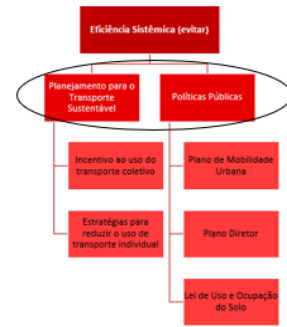 Eficiência Sistêmica (evitar)
Planejamento para o
Transporte
Sustentável
Políticas Públicas
Incentivo ao uso do
transporte coletivo
Plano de Mobilidade
Urbana
Estratégias para
reduzir o uso de
transporte individual
Plano Diretor
Lei de Uso e Ocupação
do Solo